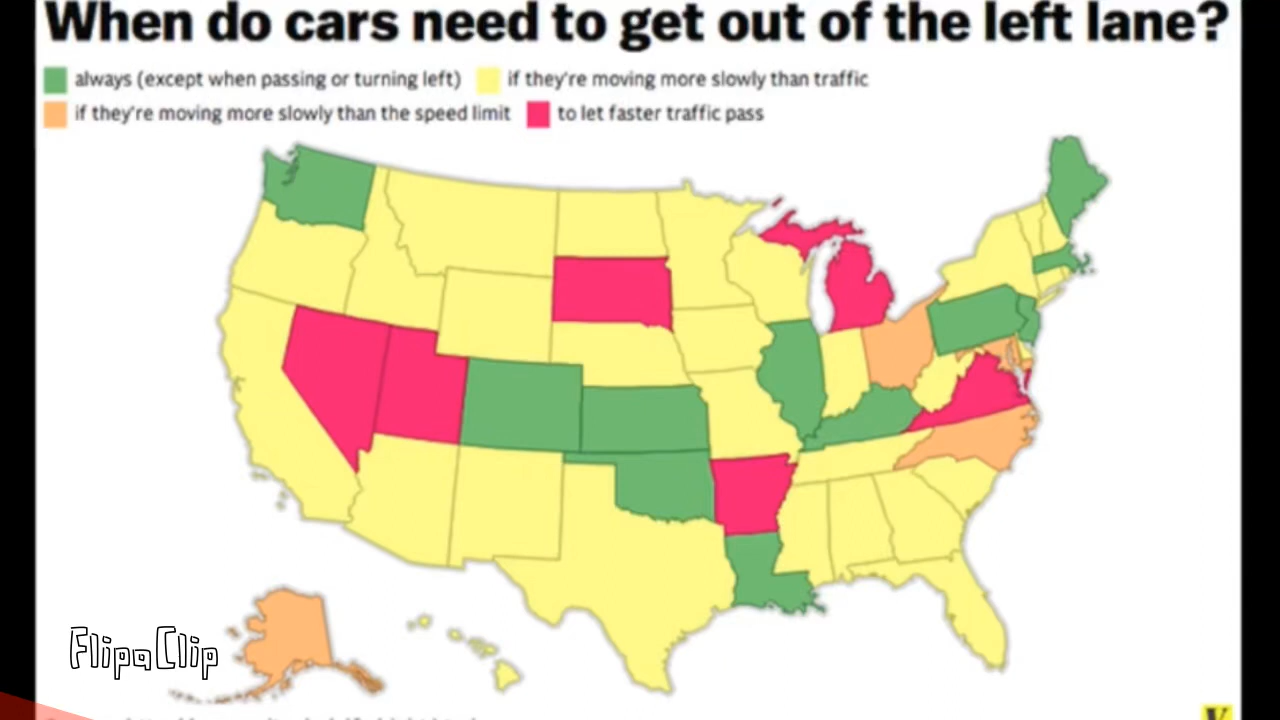 When do cars need to get out of the left lane?
always (except when passing or turning left) if they're moving more slowly than traffic
if they're moving more slowly than the speed limit to let faster traffic pass
FlipaClip